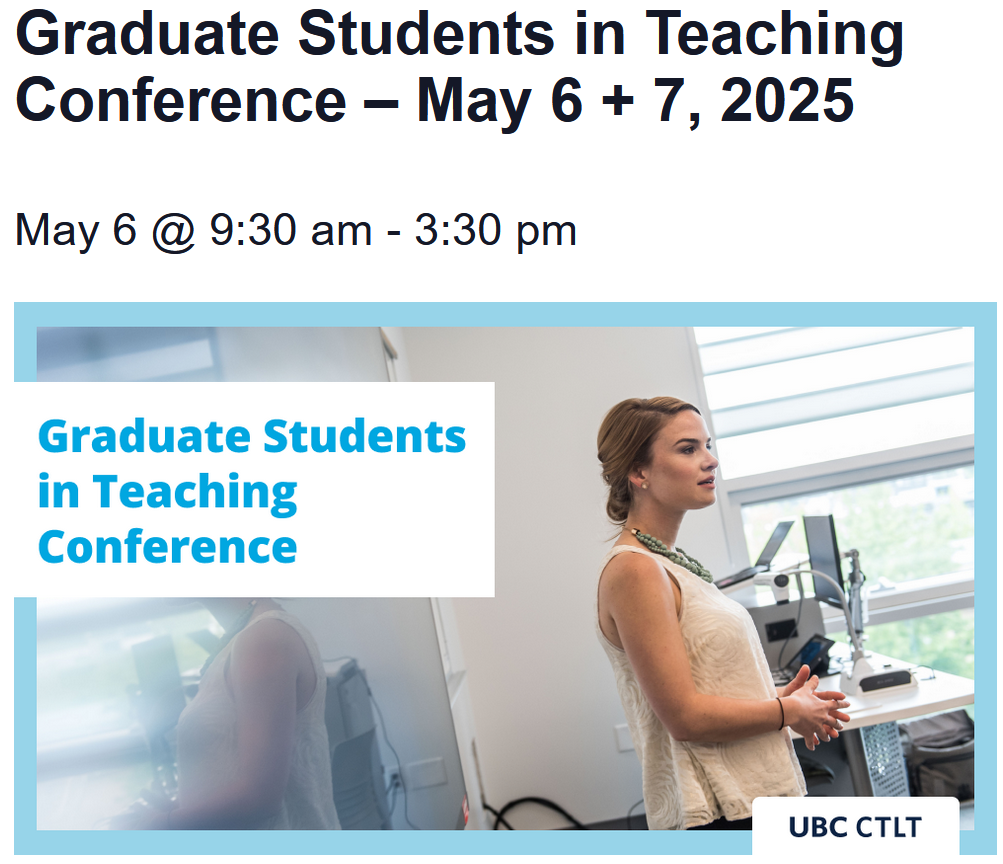 Graduate Students in Teaching
Conference – May 6 + 7, 2025
May 6 @ 9:30 am - 3:30 pm
Graduate Students
in Teaching
Conference
UBC CTLT